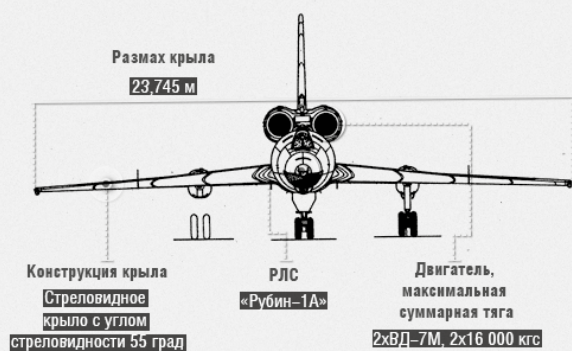 Размах крыла
23,745 м
Конструкция крыла
Стреловидное
крыло с углом
стреловидности 55 град
РЛС
«Рубин-1А»
Двигатель,
максимальная
суммарная тяга
2хВД-7М, 2х16 000 кгс